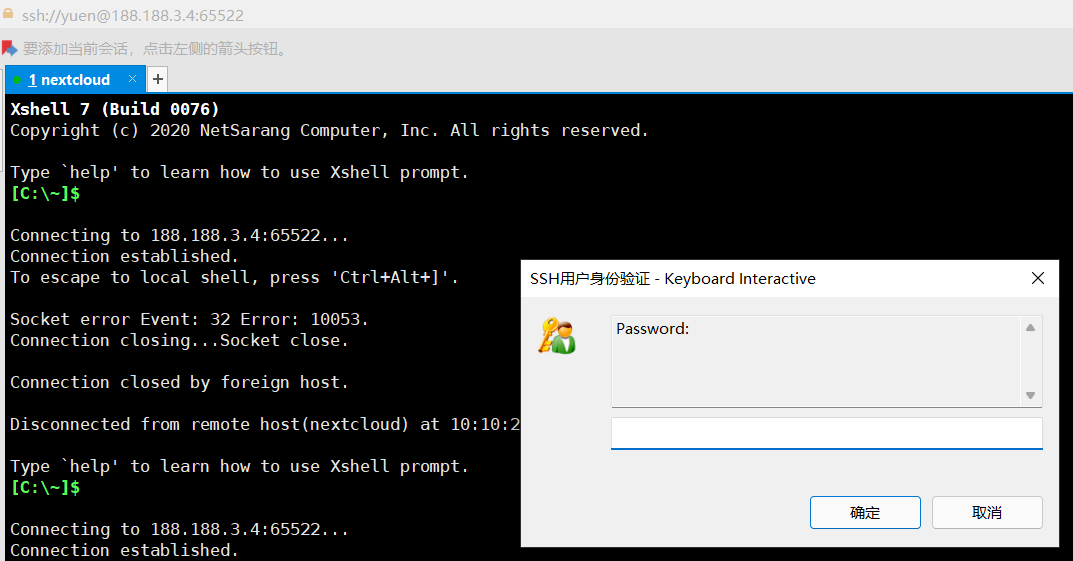 ssh://yuen@188.188.3.4:65522
要添加当前会话，点击左侧的箭头按钮。
1 nextcloud × +
Xshell 7 (Build 0076)
Copyright (c) 2020 NetSarang Computer, Inc. All rights reserved.
Type `help' to learn how to use Xshell prompt.
[C:\~]$
Connecting to 188.188.3.4:65522...
Connection established.
To escape to local shell, press 'Ctrl+Alt+]'.
Socket error Event: 32 Error: 10053.
Connection closing...Socket close.
Connection closed by foreign host.
Disconnected from remote host(nextcloud) at 10:10:2
Type `help' to learn how to use Xshell prompt.
[C:\~]$
Connecting to 188.188.3.4:65522...
Connection established.
SSH用户身份验证 - Keyboard Interactive
Password:
确定
取消